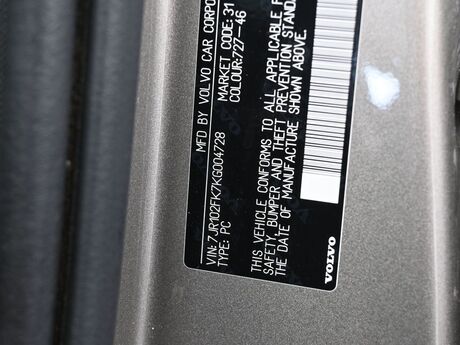 MFD BY VOLVO CAR CORPO
VIN: 7JR102FK7KG004728 MARKET CODE: 31
TYPE: PC COLOUR: 727-46
THIS VEHICLE CONFORMS TO ALL APPLICABLE F
SAFETY, BUMPER AND THEFT PREVENTION STAND
THE DATE OF MANUFACTURE SHOWN ABOVE.
VOLVO